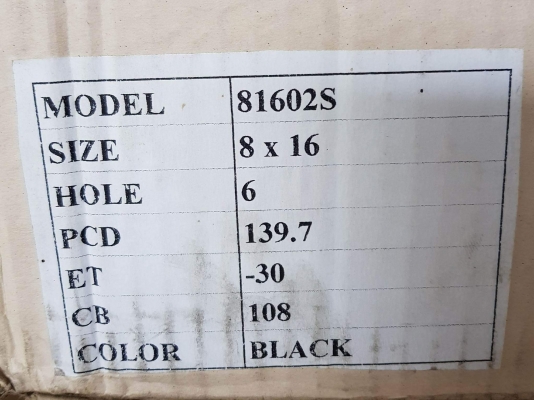 MODEL 81602S
SIZE 8 x 16
HOLE 6
PCD 139.7
ET -30
CB 108
COLOR BLACK